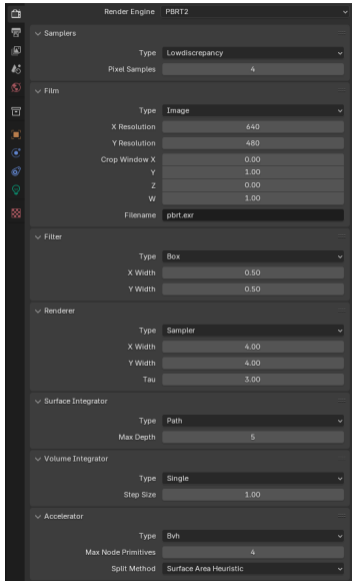 Render Engine PBRT2
Samplers
Type Lowdiscrepancy
Pixel Samples 4
Film
Type Image
X Resolution 640
Y Resolution 480
Crop Window X 0.00
Y 1.00
Z 0.00
W 1.00
Filename pbrt.exr
Filter
Type Box
X Width 0.50
Y Width 0.50
Renderer
Type Sampler
X Width 4.00
Y Width 4.00
Tau 3.00
Surface Integrator
Type Path
Max Depth 5
Volume Integrator
Type Single
Step Size 1.00
Accelerator
Type Bvh
Max Node Primitives 4
Split Method Surface Area Heuristic